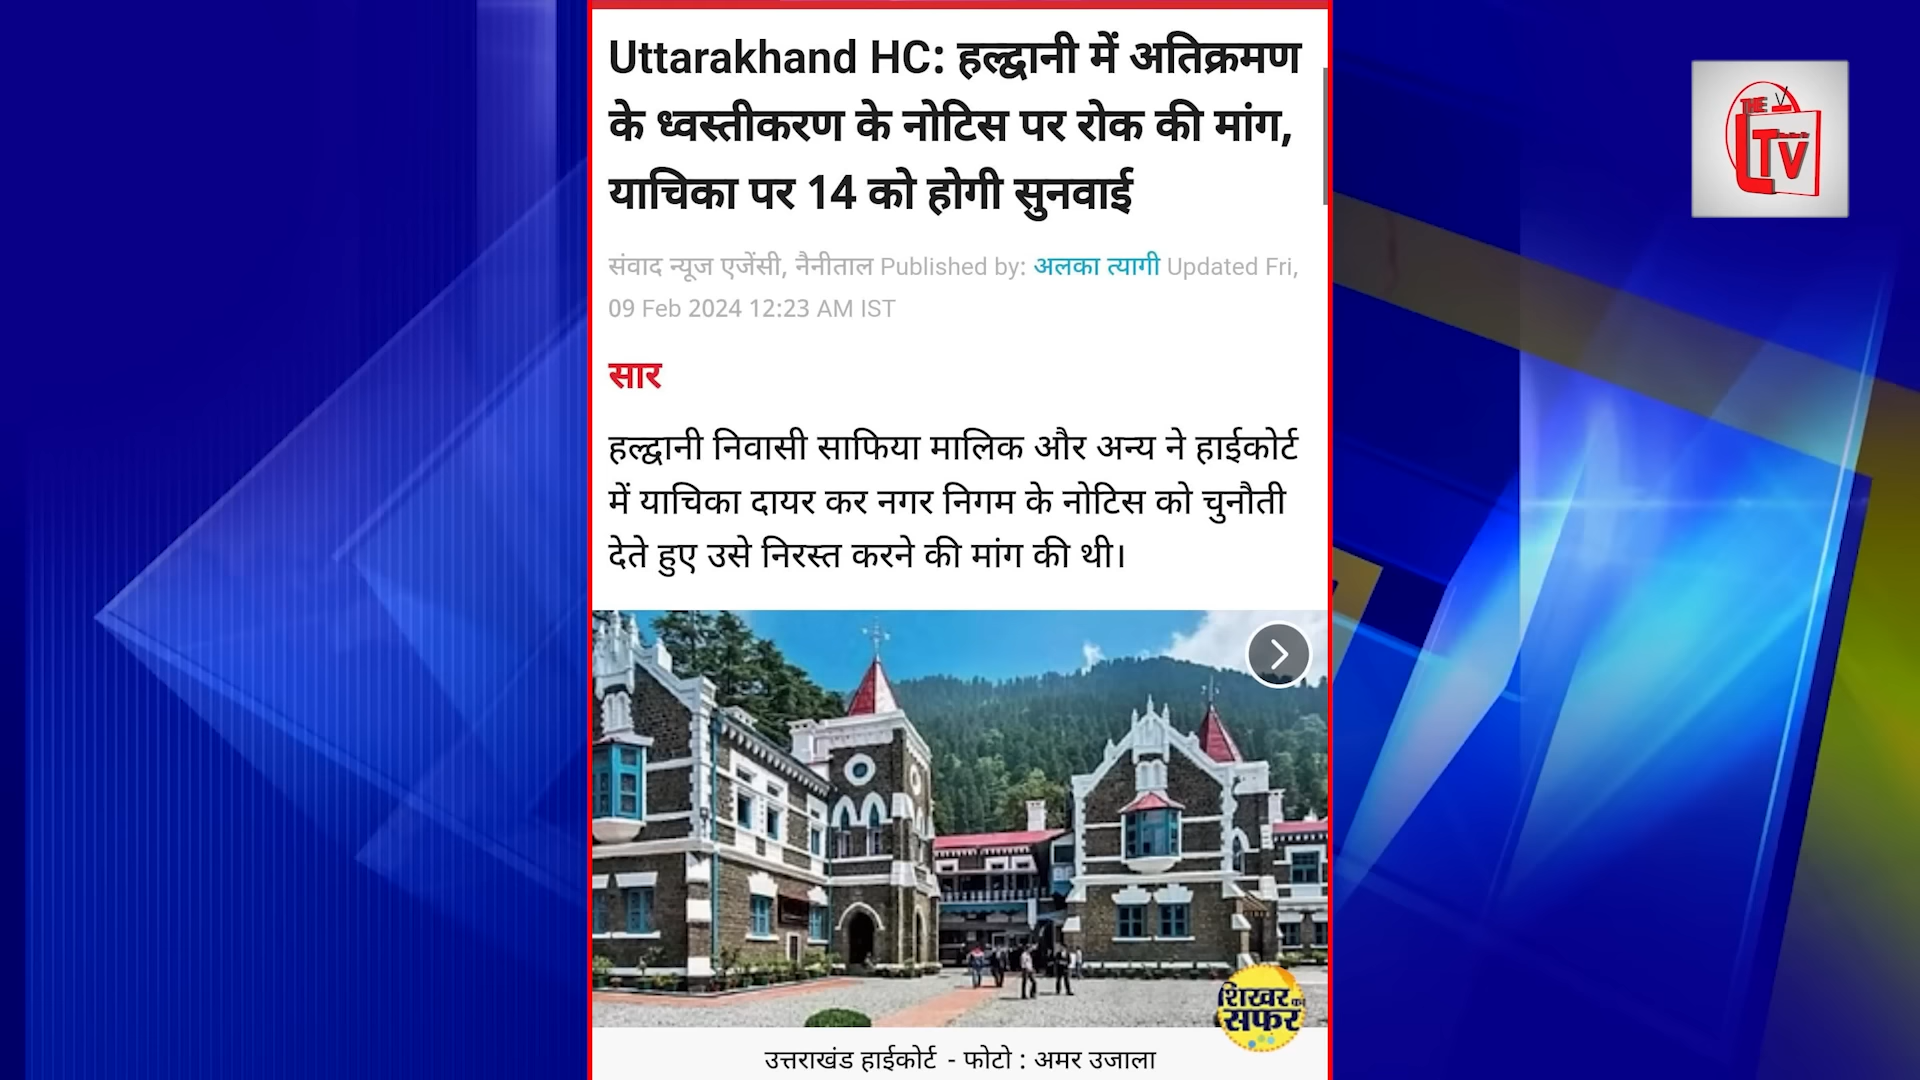 Uttarakhand HC: हल्द्वानी में अतिक्रमण
के ध्वस्तीकरण के नोटिस पर रोक की मांग,
याचिका पर 14 को होगी सुनवाई
संवाद न्यूज एजेंसी, नैनीताल Published by: अलका त्यागी Updated Fri,
09 Feb 2024 12:23 AM IST
सार
हल्द्वानी निवासी साफिया मालिक और अन्य ने हाईकोर्ट
में याचिका दायर कर नगर निगम के नोटिस को चुनौती
देते हुए उसे निरस्त करने की मांग की थी।
शिखर का
सफर
उत्तराखंड हाईकोर्ट - फोटो : अमर उजाला
THE
LTV